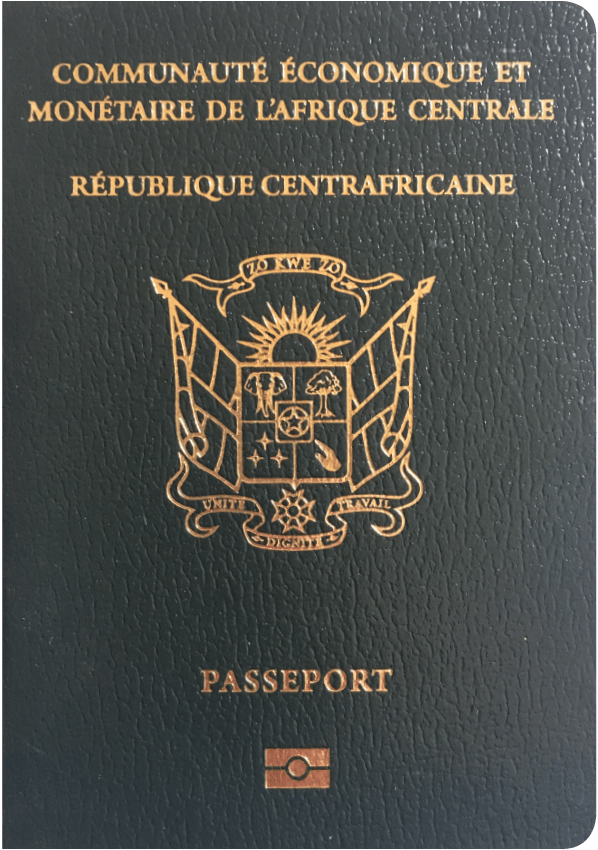 COMMUNAUTÉ ÉCONOMIQUE ET
MONÉTAIRE DE L'AFRIQUE CENTRALE
RÉPUBLIQUE CENTRAFRICAINE
ZO KWE ZO
UNITE TRAVAIL
DIGNITE
PASSEPORT